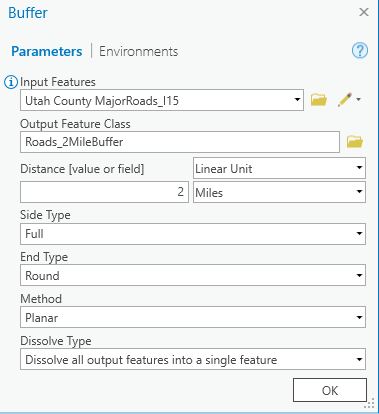 Buffer
Parameters | Environments
Input Features
Utah County MajorRoads_I15
Output Feature Class
Roads_2MileBuffer
Distance [value or field] Linear Unit
2 Miles
Side Type
Full
End Type
Round
Method
Planar
Dissolve Type
Dissolve all output features into a single feature
OK